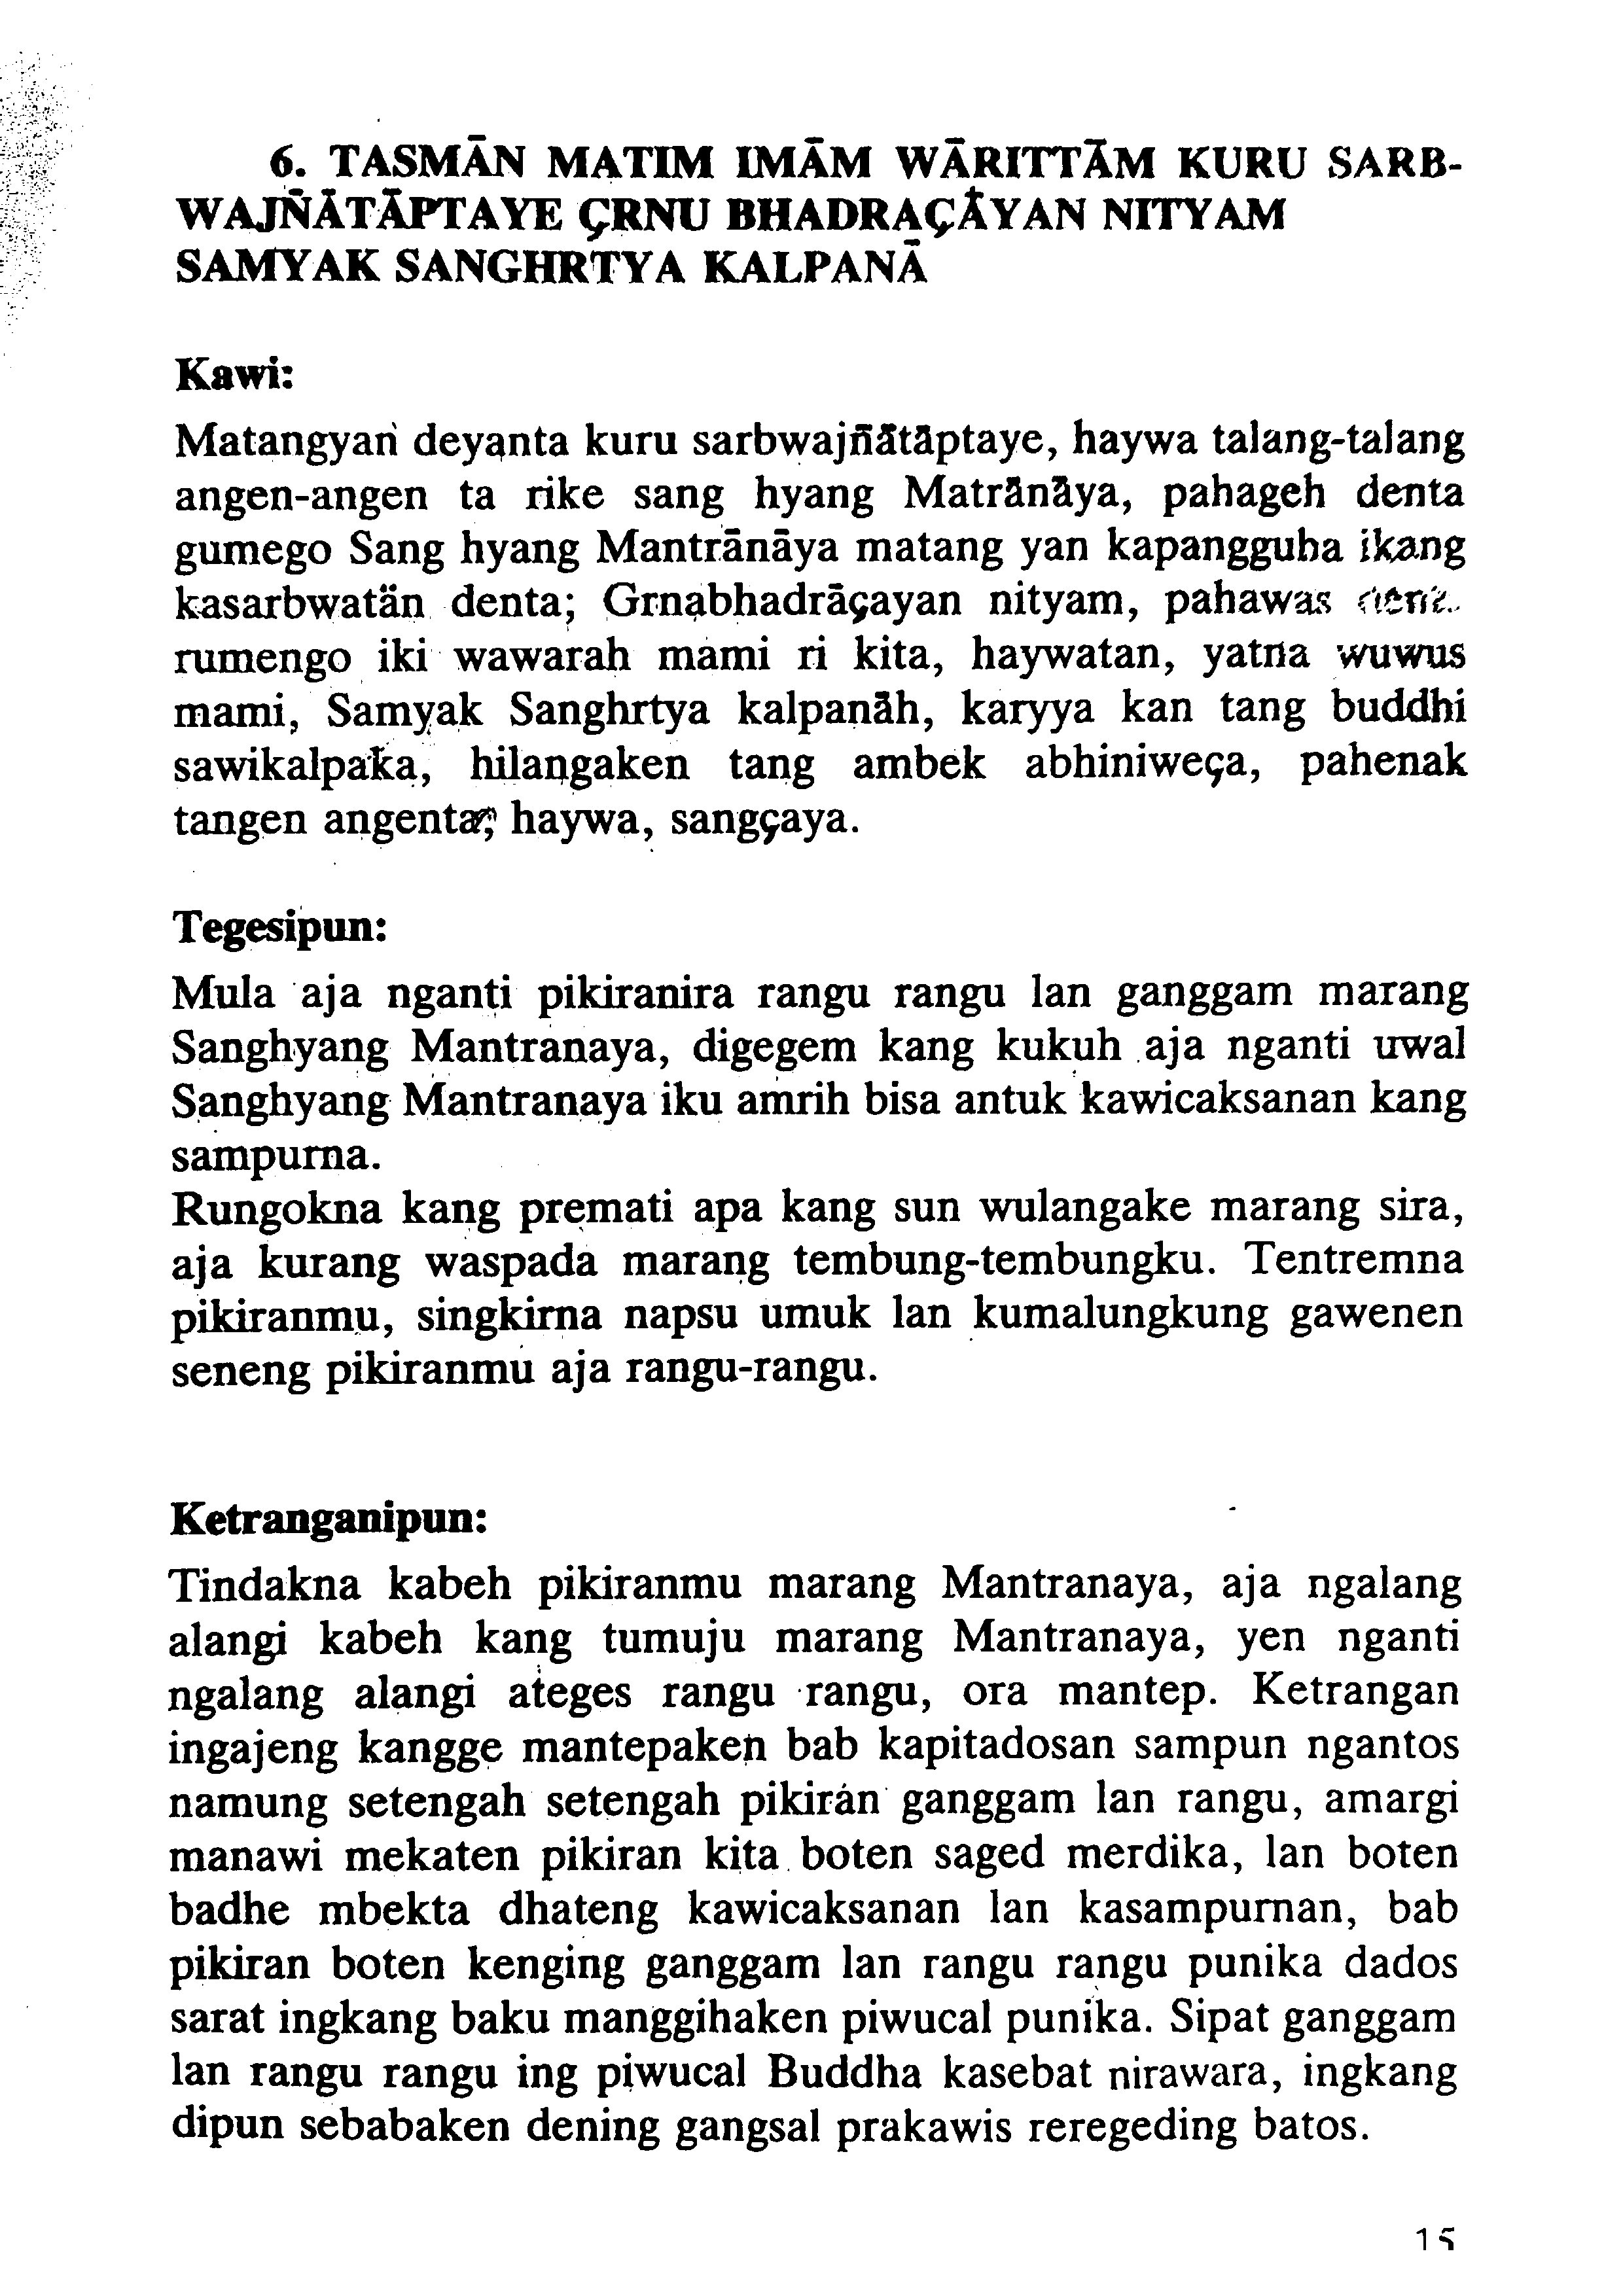 6. TASMĀN MATIM IMĀM WĀRITTĀM KURU SARB-
WAJÑĀTĀPTAYE ÇRNU BHADRAÇĀYAN NITYAM
SAMYAK SANGHRTYA KALPANĀ
Kawi:
Matangyan deyanta kuru sarbwajñātāptaye, haywa talang-talang
angen-angen ta rike sang hyang Matrānāya, pahageh denta
gumego Sang hyang Mantrānāya matang yan kapangguha ikang
kasarbwatān denta; Grnabhadrāçayan nityam, pahawas
rumengo iki wawarah mami ri kita, haywatan, yatna wuwus
mami, Samyak Sanghrtya kalpanāh, karyya kan tang buddhi
sawikalpaka, hilangaken tang ambek abhiniweça, pahenak
tangen haywa, sangçaya.
Tegesipun:
Mula aja nganti pikiranira rangu rangu lan ganggam marang
Sanghyang Mantranaya, digegem kang kukuh aja nganti uwal
Sanghyang Mantranaya iku amrih bisa antuk kawicaksanan kang
sampurna.
Rungokna kang premati apa kang sun wulangake marang sira,
aja kurang waspada marang tembung-tembungku. Tentremna
pikiranmu, singkirna napsu umuk lan kumalungkung gawenen
seneng pikiranmu aja rangu-rangu.
Ketranganipun:
Tindakna kabeh pikiranmu marang Mantranaya, aja ngalang
alangi kabeh kang tumuju marang Mantranaya, yen nganti
ngalang alangi ateges rangu rangu, ora mantep. Ketrangan
ingajeng kangge mantepaken bab kapitadosan sampun ngantos
namung setengah setengah pikiran ganggam lan rangu, amargi
manawi mekaten pikiran kita boten saged merdika, lan boten
badhe mbekta dhateng kawicaksanan lan kasampurnan, bab
pikiran boten kenging ganggam lan rangu rangu punika dados
sarat ingkang baku manggihaken piwucal punika. Sipat ganggam
lan rangu rangu ing piwucal Buddha kasebat nirawara, ingkang
dipun sebabaken dening gangsal prakawis reregeding batos.
15